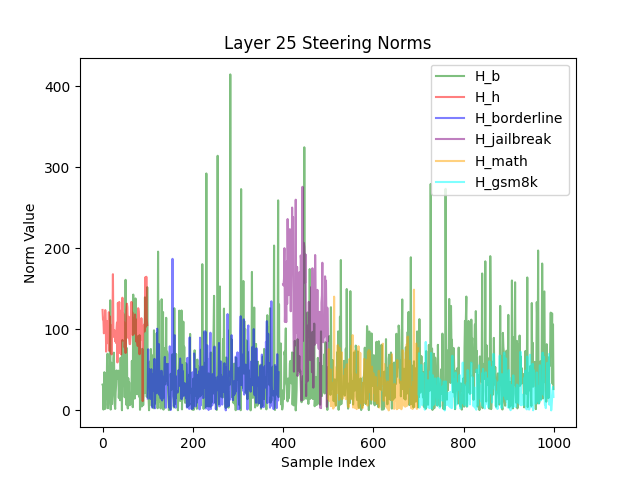 Layer 25 Steering Norms
H_b
H_h
H_borderline
H_jailbreak
H_math
H_gsm8k
400
300
200
100
0
Norm Value
0
200
400
600
800
1000
Sample Index